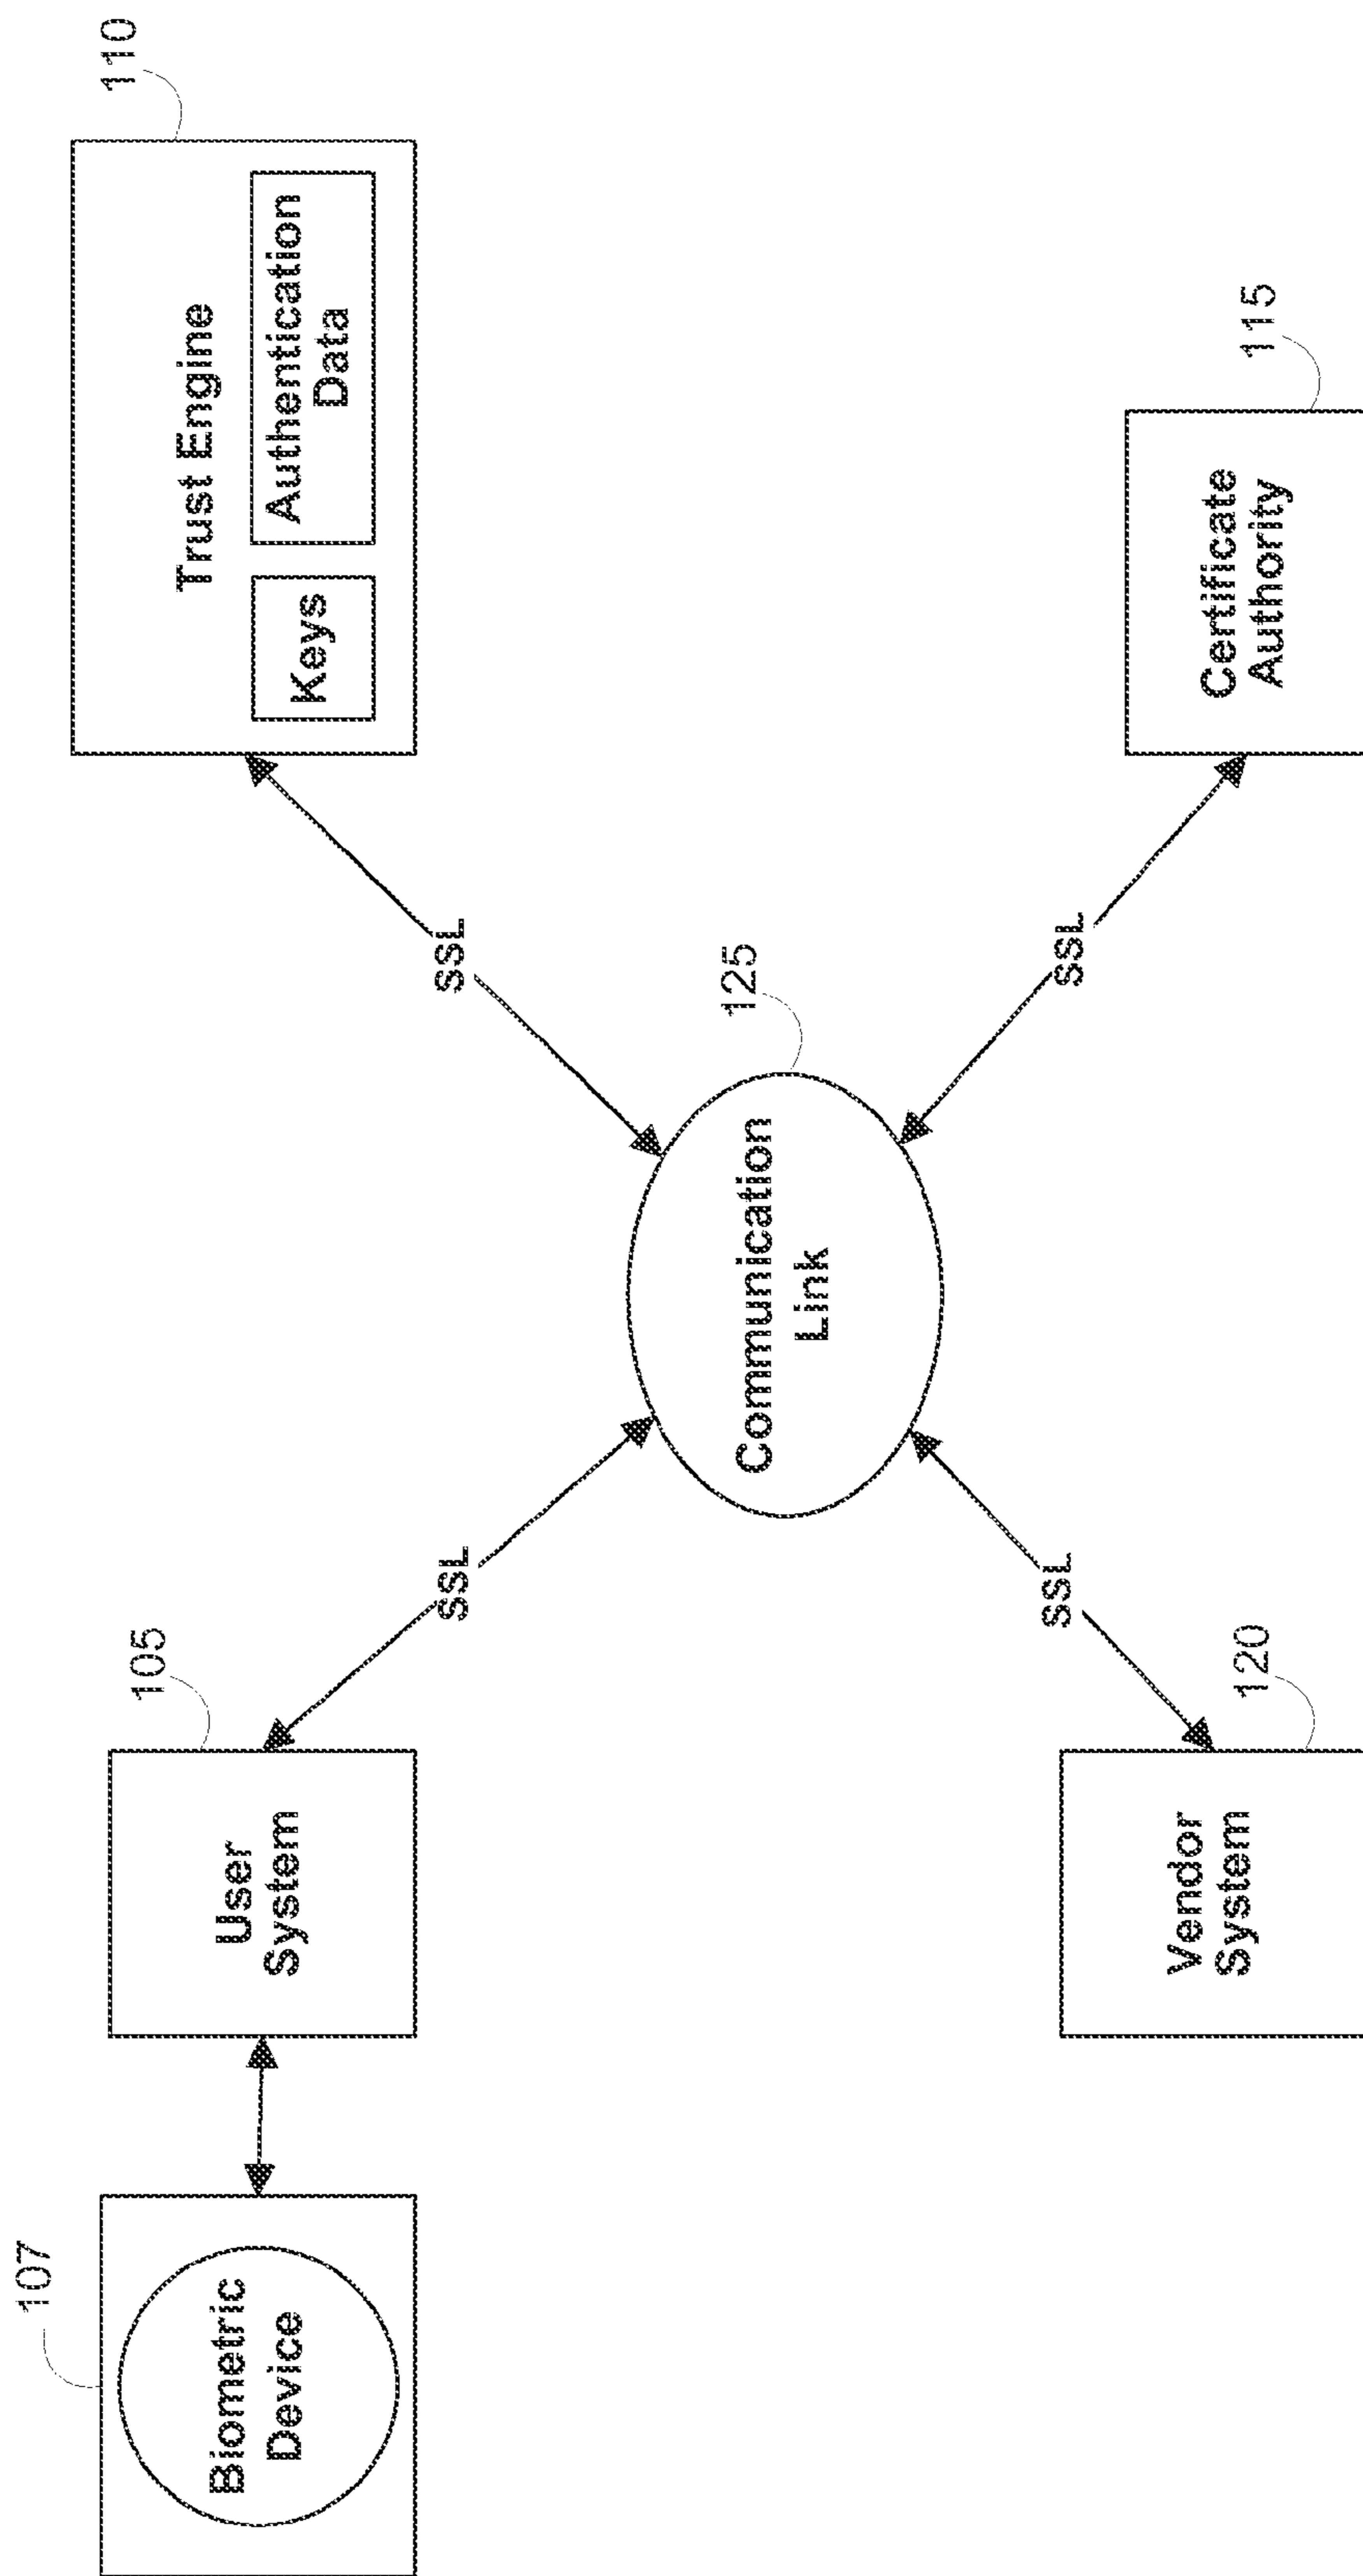 107
Biometric
Device
105
User
System
SSL
110
Trust Engine
Keys
Authentication
Data
SSL
125
Communication
Link
120
Vendor
System
SSL
115
Certificate
Authority
SSL